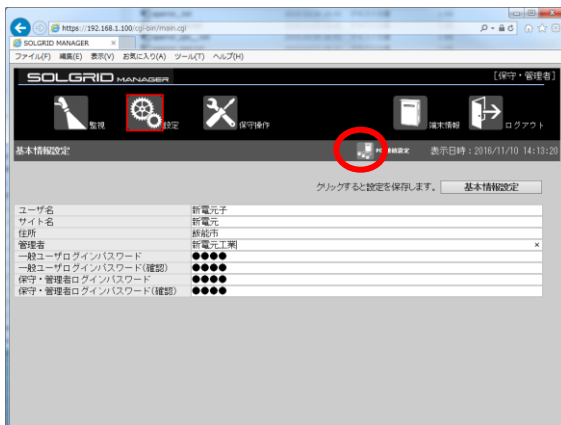 https://192.168.1.100/cgi-bin/main.cgi
SOLGRID MANAGER ×
ファイル(F) 編集(E) 表示(V) お気に入り(A) ツール(T) ヘルプ(H)
SOLGRID MANAGER [保守・管理者]
監視 設定 保守操作 端末情報 ログアウト
基本情報設定 表示日時:2016/11/10 14:13:20
クリックすると設定を保存します。 基本情報設定
ユーザ名 新電元子
サイト名 新電元
住所 飯能市
管理者 新電元工業 ×
一般ユーザログインパスワード ●●●●
一般ユーザログインパスワード(確認) ●●●●
保守・管理者ログインパスワード ●●●●
保守・管理者ログインパスワード(確認) ●●●●